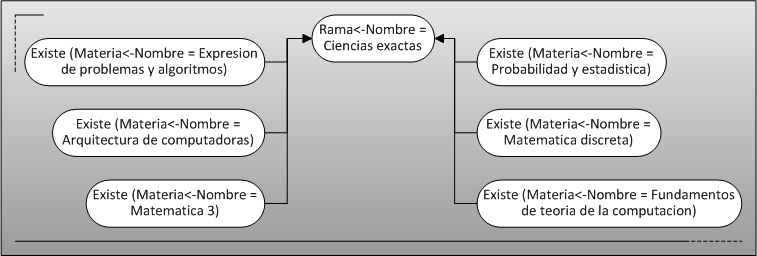 Rama<-Nombre =
Ciencias exactas
Existe (Materia<-Nombre = Expresion
de problemas y algoritmos)
Existe (Materia<-Nombre =
Probabilidad y estadistica)
Existe (Materia<-Nombre =
Arquitectura de computadoras)
Existe (Materia<-Nombre =
Matematica discreta)
Existe (Materia<-Nombre =
Matematica 3)
Existe (Materia<-Nombre = Fundamentos
de teoria de la computacion)